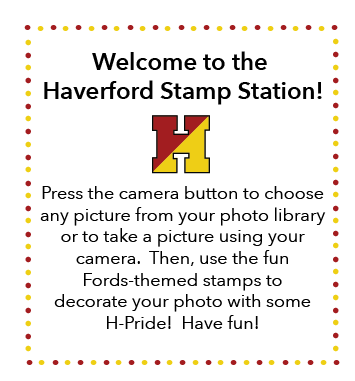 Welcome to the
Haverford Stamp Station!
H
Press the camera button to choose
any picture from your photo library
or to take a picture using your
camera.  Then, use the fun
Fords-themed stamps to
decorate your photo with some
H-Pride!  Have fun!